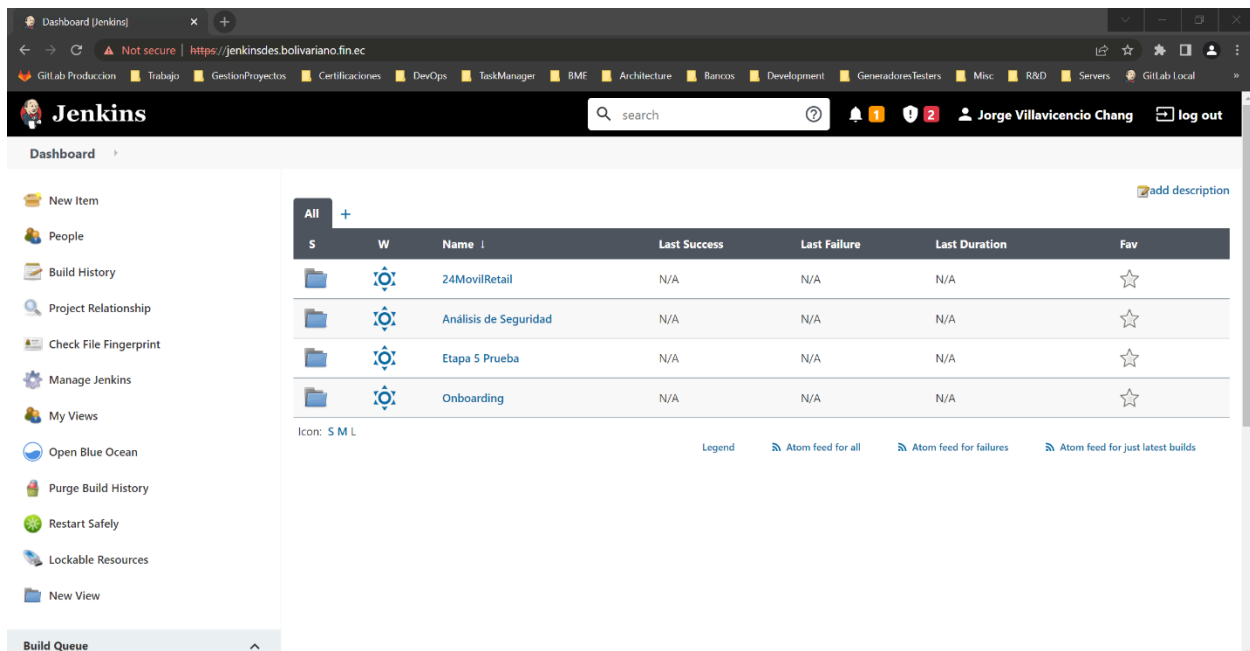 Dashboard [Jenkins]
Not secure | https://jenkinsdes.bolivariano.fin.ec
GitLab Produccion Trabajo GestionProyectos Certificaciones DevOps TaskManager BME Architecture Bancos Development GeneradoresTesters Misc R&D Servers GitLab Local »
Jenkins search 1 2 Jorge Villavicencio Chang log out
Dashboard
add description
New Item
People
Build History
Project Relationship
Check File Fingerprint
Manage Jenkins
My Views
Open Blue Ocean
Purge Build History
Restart Safely
Lockable Resources
New View
Build Queue
All +
S W Name ↓ Last Success Last Failure Last Duration Fav
24MovilRetail N/A N/A N/A
Análisis de Seguridad N/A N/A N/A
Etapa 5 Prueba N/A N/A N/A
Onboarding N/A N/A N/A
Icon: S M L
Legend Atom feed for all Atom feed for failures Atom feed for just latest builds